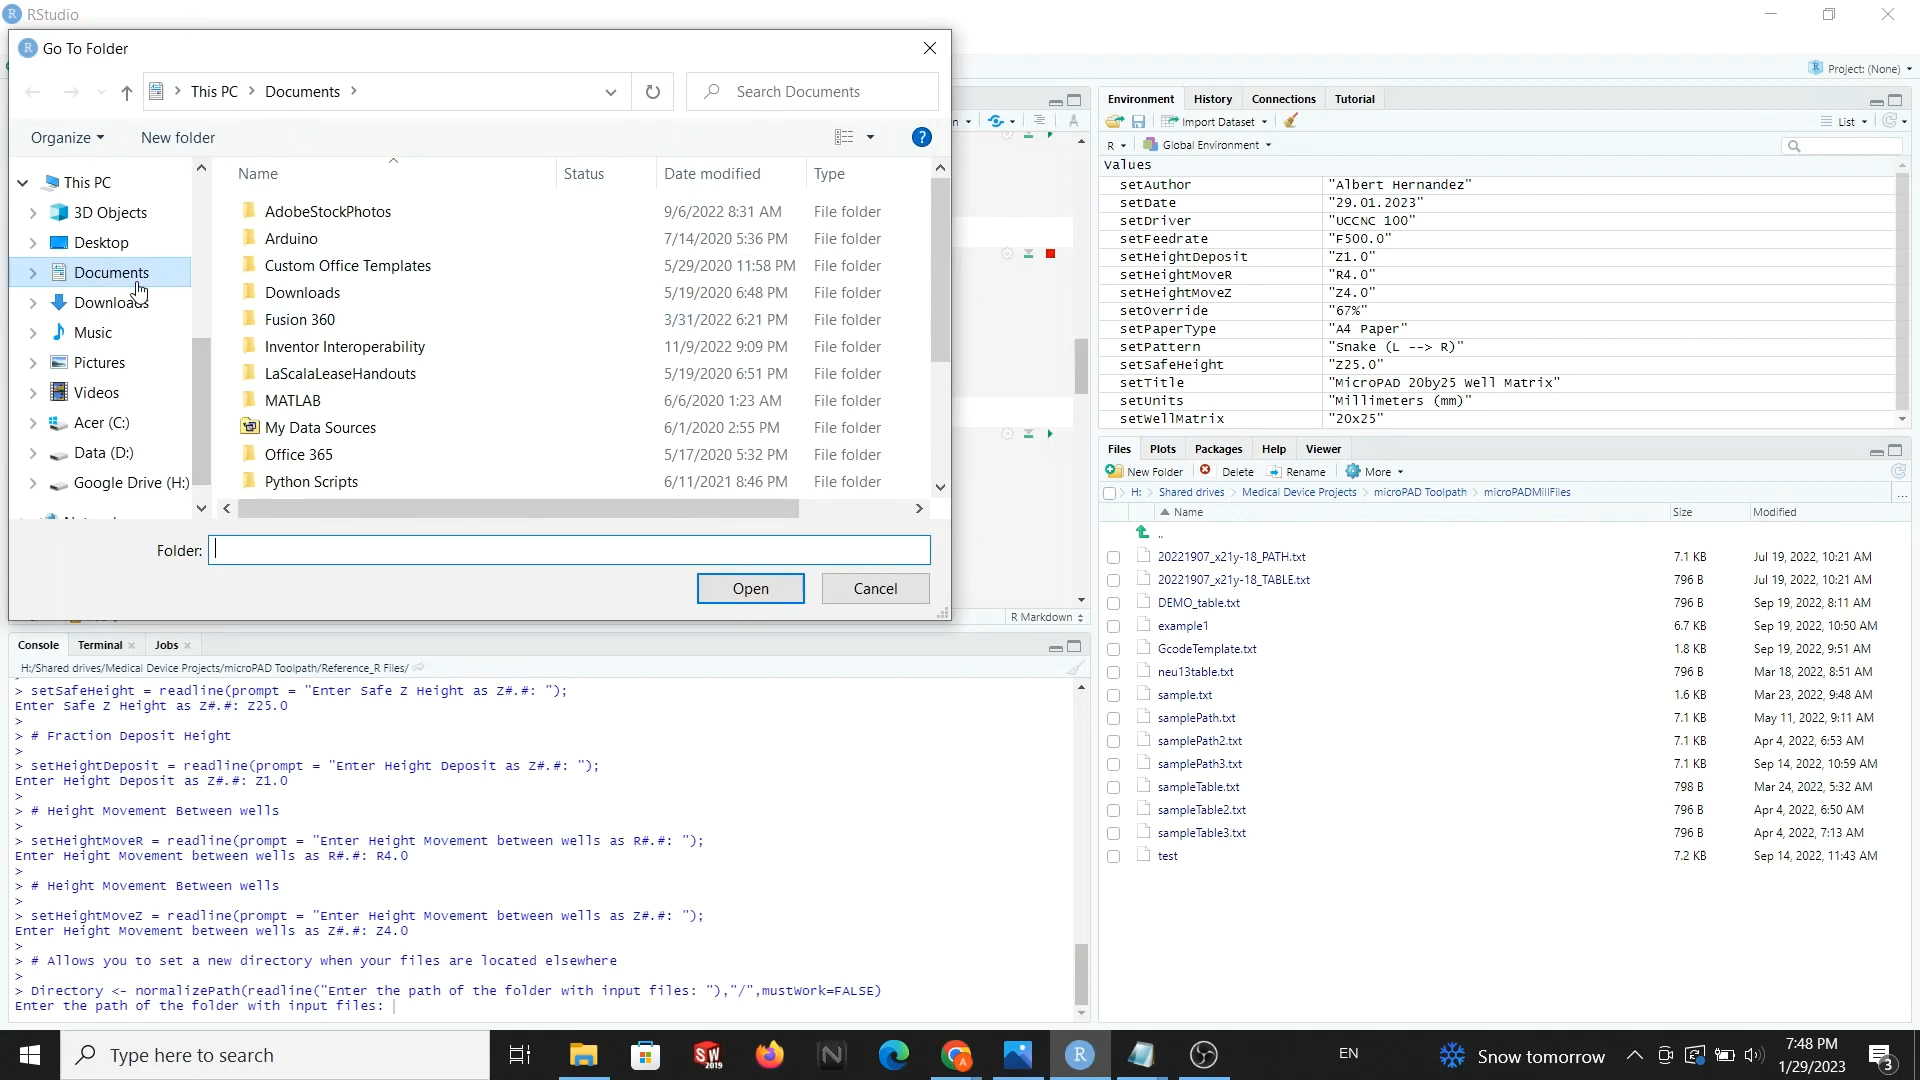 RStudio
Go To Folder
This PC > Documents >
Search Documents
Organize
New folder
Name
Status
Date modified
Type
This PC
3D Objects
Desktop
Documents
Downloads
Music
Pictures
Videos
Acer (C:)
Data (D:)
Google Drive (H:)
AdobeStockPhotos 9/6/2022 8:31 AM File folder
Arduino 7/14/2020 5:36 PM File folder
Custom Office Templates 5/29/2020 11:58 PM File folder
Downloads 5/19/2020 6:48 PM File folder
Fusion 360 3/31/2022 6:21 PM File folder
Inventor Interoperability 11/9/2022 9:09 PM File folder
LaScalaLeaseHandouts 5/19/2020 6:51 PM File folder
MATLAB 6/6/2020 1:23 AM File folder
My Data Sources 6/1/2020 2:55 PM File folder
Office 365 5/17/2020 5:32 PM File folder
Python Scripts 6/11/2021 8:46 PM File folder
Folder:
Open
Cancel
R Markdown
Project: (None)
Environment History Connections Tutorial
Import Dataset
List
R
Global Environment
values
setAuthor "Albert Hernandez"
setDate "29.01.2023"
setDriver "UCCNC 100"
setFeedrate "F500.0"
setHeightDeposit "Z1.0"
setHeightMoveR "R4.0"
setHeightMoveZ "Z4.0"
setOverride "67%"
setPaperType "A4 Paper"
setPattern "Snake (L --> R)"
setSafeHeight "Z25.0"
setTitle "MicroPAD 20by25 Well Matrix"
setUnits "Millimeters (mm)"
setWellMatrix "20x25"
Files Plots Packages Help Viewer
New Folder Delete Rename More
H: > Shared drives > Medical Device Projects > microPAD Toolpath > microPADMillFiles ...
Name Size Modified
..
20221907_x21y-18_PATH.txt 7.1 KB Jul 19, 2022, 10:21 AM
20221907_x21y-18_TABLE.txt 796 B Jul 19, 2022, 10:21 AM
DEMO_table.txt 796 B Sep 19, 2022, 8:11 AM
example1 6.7 KB Sep 19, 2022, 10:50 AM
GcodeTemplate.txt 1.8 KB Sep 19, 2022, 9:51 AM
neu13table.txt 796 B Mar 18, 2022, 8:51 AM
sample.txt 1.6 KB Mar 23, 2022, 9:48 AM
samplePath.txt 7.1 KB May 11, 2022, 9:11 AM
samplePath2.txt 7.1 KB Apr 4, 2022, 6:53 AM
samplePath3.txt 7.1 KB Sep 14, 2022, 10:59 AM
sampleTable.txt 798 B Mar 24, 2022, 5:32 AM
sampleTable2.txt 796 B Apr 4, 2022, 6:50 AM
sampleTable3.txt 796 B Apr 4, 2022, 7:13 AM
test 7.2 KB Sep 14, 2022, 11:43 AM
Console Terminal Jobs
H:/Shared drives/Medical Device Projects/microPAD Toolpath/Reference_R Files/
> setSafeHeight = readline(prompt = "Enter Safe Z Height as Z#.#: ");
Enter Safe Z Height as Z#.#: Z25.0
>
> # Fraction Deposit Height
>
> setHeightDeposit = readline(prompt = "Enter Height Deposit as Z#.#: ");
Enter Height Deposit as Z#.#: Z1.0
>
> # Height Movement Between wells
>
> setHeightMoveR = readline(prompt = "Enter Height Movement between wells as R#.#: ");
Enter Height Movement between wells as R#.#: R4.0
>
> # Height Movement Between wells
>
> setHeightMoveZ = readline(prompt = "Enter Height Movement between wells as Z#.#: ");
Enter Height Movement between wells as Z#.#: Z4.0
>
> # Allows you to set a new directory when your files are located elsewhere
>
> Directory <- normalizePath(readline("Enter the path of the folder with input files: "),"/",mustWork=FALSE)
Enter the path of the folder with input files:
Type here to search
EN
Snow tomorrow
7:48 PM
1/29/2023
3